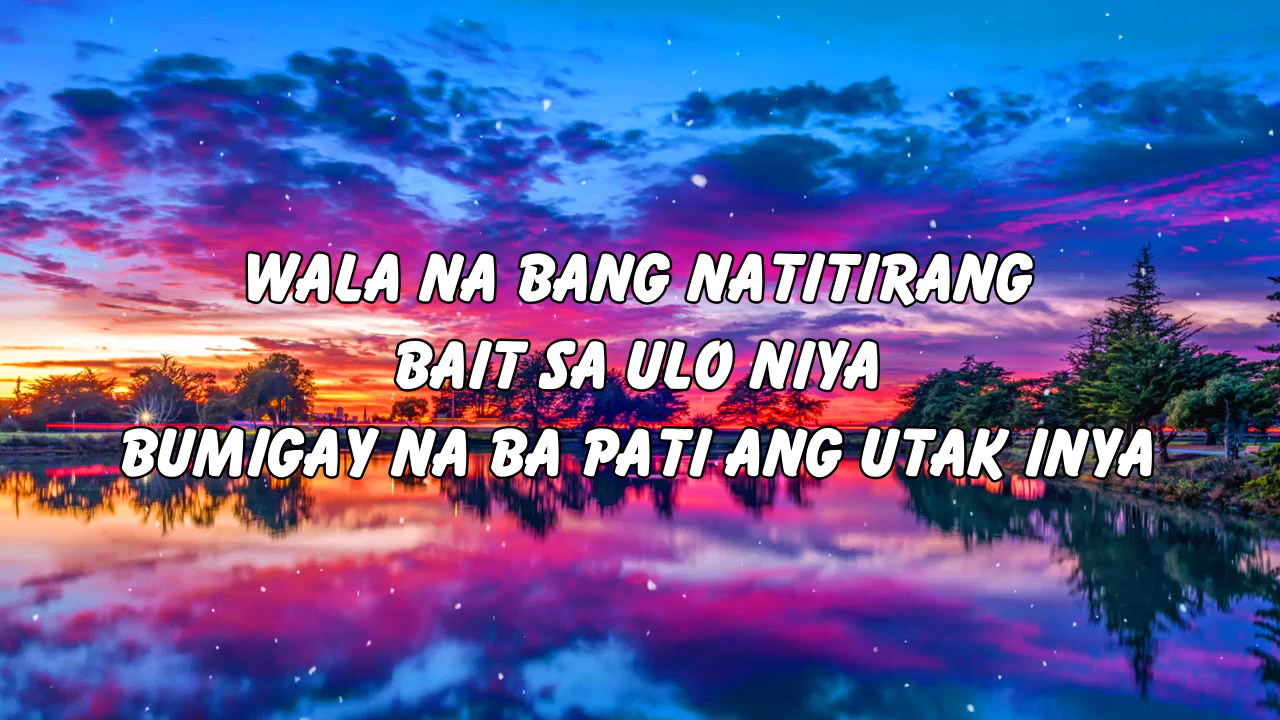 WALA NA BANG NATITIRANG
BAIT SA ULO NIYA
BUMIGAY NA BA PATI ANG UTAK INYA